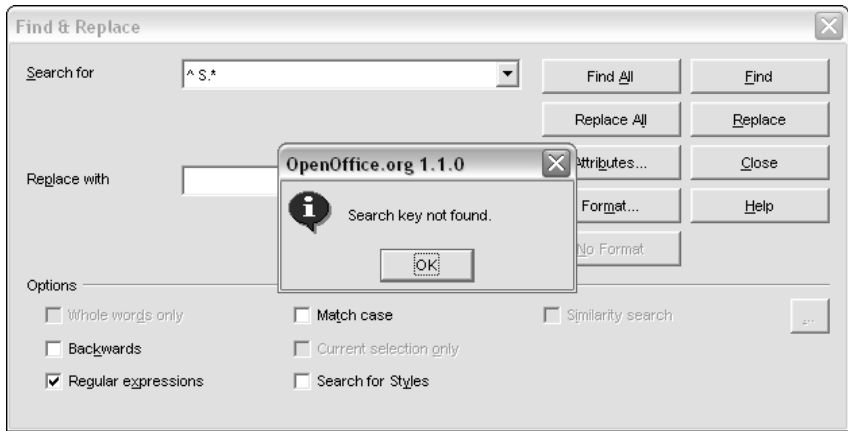 Find & Replace
Search for
^ S.*
Find All
Find
Replace All
Replace
OpenOffice.org 1.1.0
Attributes...
Close
Replace with
Search key not found.
Format...
Help
OK
No Format
Options
Whole words only
Match case
Similarity search
...
Backwards
Current selection only
Regular expressions
Search for Styles